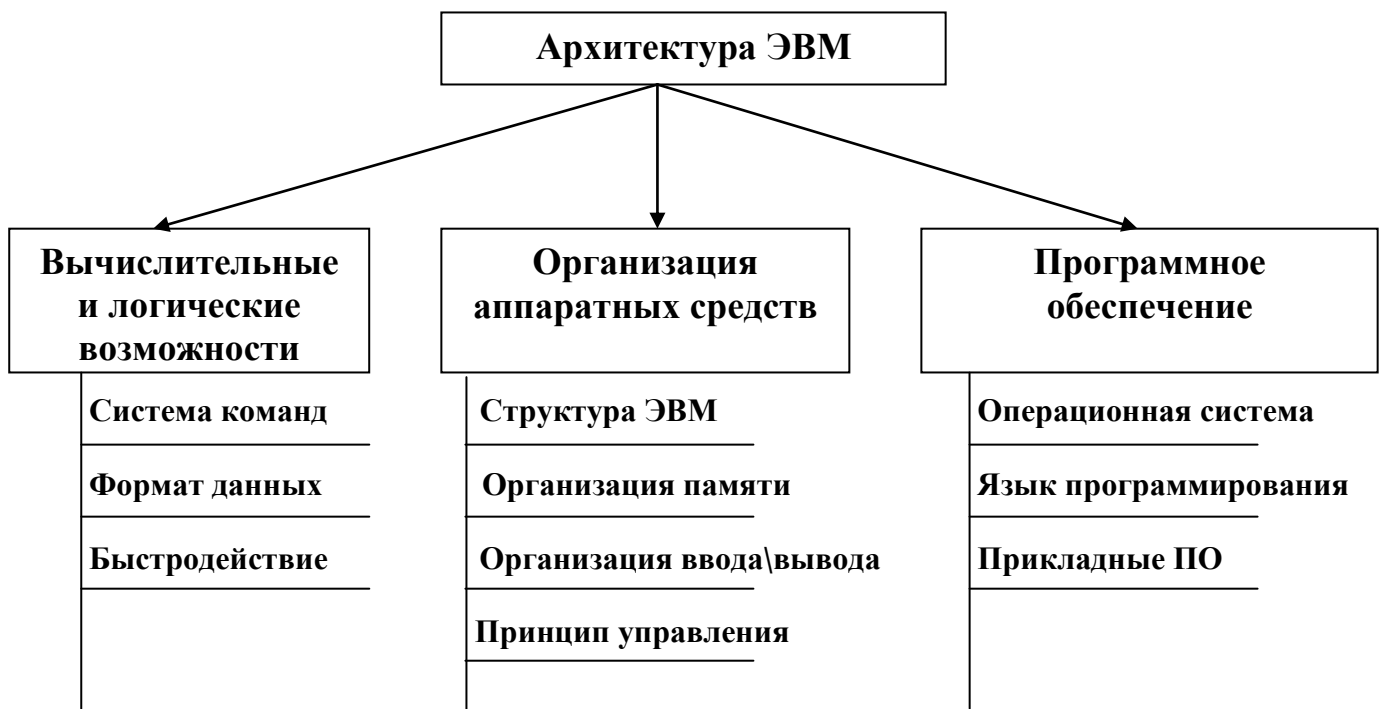 Архитектура ЭВМ
Вычислительные
и логические
возможности
Система команд
Формат данных
Быстродействие
Организация
аппаратных средств
Структура ЭВМ
Организация памяти
Организация ввода\вывода
Принцип управления
Программное
обеспечение
Операционная система
Язык программирования
Прикладные ПО